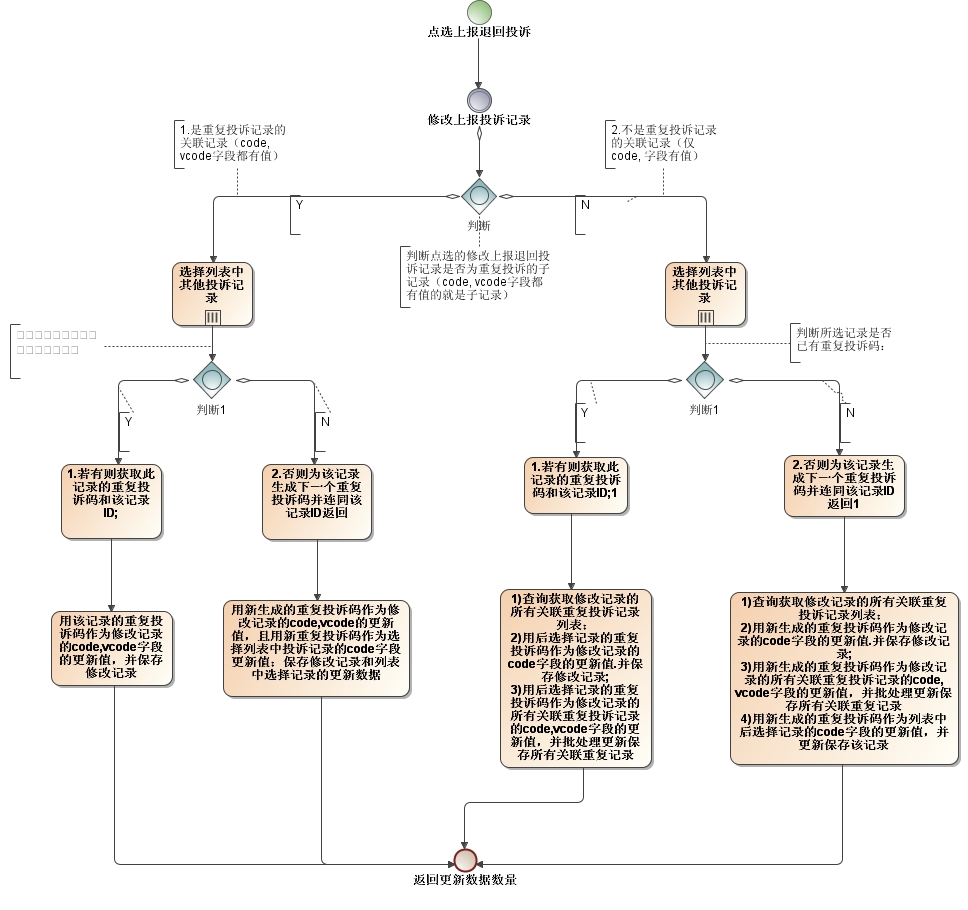 点选上报退回投诉
修改上报投诉记录
1.是重复投诉记录的
关联记录（code,
vcode字段都有值）
2.不是重复投诉记录
的关联记录（仅
code, 字段有值）
Y
N
判断
判断点选的修改上报退回投
诉记录是否为重复投诉的子
记录（code, vcode字段都
有值的就是子记录）
选择列表中
其他投诉记
录
选择列表中
其他投诉记
录
判断所选记录是否
已有重复投诉码：
判断1
判断1
Y
N
Y
N
1.若有则获取此
记录的重复投
诉码和该记录
ID;
2.否则为该记录
生成下一个重复
投诉码并连同该
记录ID返回
1.若有则获取此
记录的重复投诉
码和该记录ID;1
2.否则为该记录生
成下一个重复投诉
码并连同该记录ID
返回1
用该记录的重复投
诉码作为修改记录
的code,vcode字段
的更新值，并保存
修改记录
用新生成的重复投诉码作为修
改记录的code,vcode的更新
值，且用新重复投诉码作为选
择列表中投诉记录的code字段
更新值；保存修改记录和列表
中选择记录的更新数据
1)查询获取修改记录的
所有关联重复投诉记录
列表：
2)用后选择记录的重复
投诉码作为修改记录的
code字段的更新值.并保
存修改记录;
3)用后选择记录的重复
投诉码作为修改记录的
所有关联重复投诉记录
的code,vcode字段的更
新值，并批处理更新保
存所有关联重复记录
1)查询获取修改记录的所有关联重复
投诉记录列表：
2)用新生成的重复投诉码作为修改记
录的code字段的更新值.并保存修改记
录;
3)用新生成的重复投诉码作为修改记
录的所有关联重复投诉记录的code,
vcode字段的更新值，并批处理更新保
存所有关联重复记录
4)用新生成的重复投诉码作为列表中
后选择记录的code字段的更新值，并
更新保存该记录
返回更新数据数量